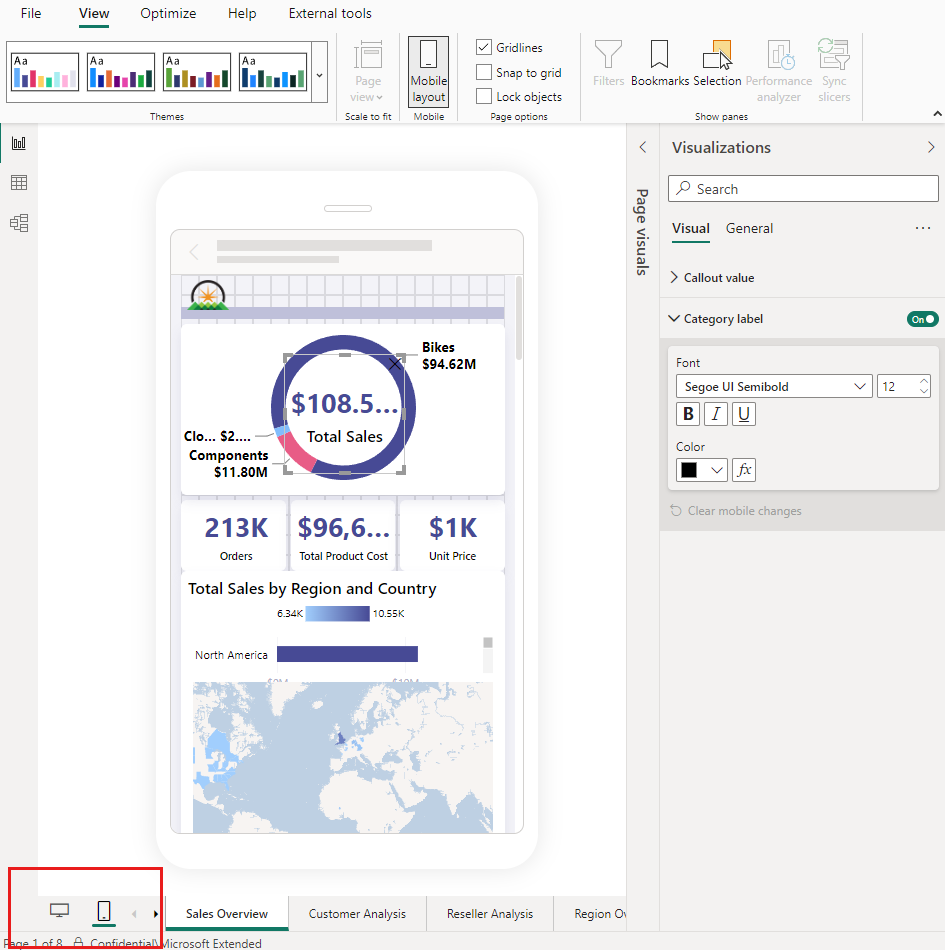 File View Optimize Help External tools
Aa Aa Aa Aa
Page view
Mobile layout
Gridlines
Snap to grid
Lock objects
Filters Bookmarks Selection Performance analyzer Sync slicers
Themes Scale to fit Mobile Page options Show panes
Page visuals
Visualizations
Search
Visual General
Callout value
Category label On
Font
Segoe UI Semibold 12
B I U
Color
fx
Clear mobile changes
Bikes
$94.62M
$108.5...
Total Sales
Clo... $2....
Components
$11.80M
213K $96,6... $1K
Orders Total Product Cost Unit Price
Total Sales by Region and Country
6.34K 10.55K
North America
Sales Overview Customer Analysis Reseller Analysis Region Ov
Page 1 of 8 Confidential\Microsoft Extended